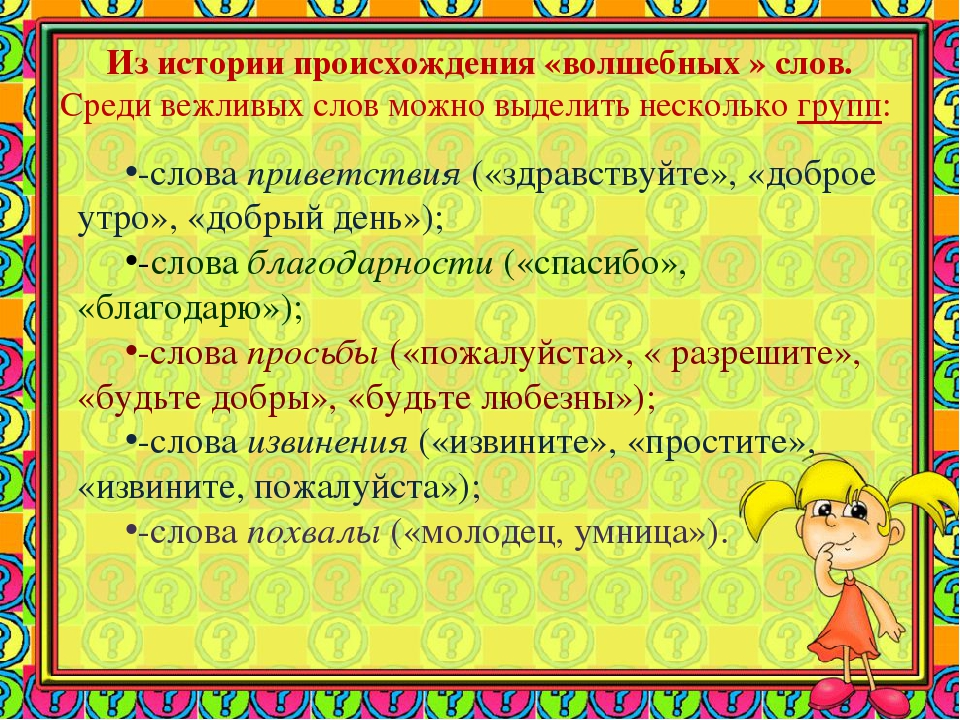 Из истории происхождения «волшебных » слов.
Среди вежливых слов можно выделить несколько групп:
•-слова приветствия («здравствуйте», «доброе
утро», «добрый день»);
•-слова благодарности («спасибо»,
«благодарю»);
•-слова просьбы («пожалуйста», « разрешите»,
«будьте добры», «будьте любезны»);
•-слова извинения («извините», «простите»,
«извините, пожалуйста»);
•-слова похвалы («молодец, умница»).